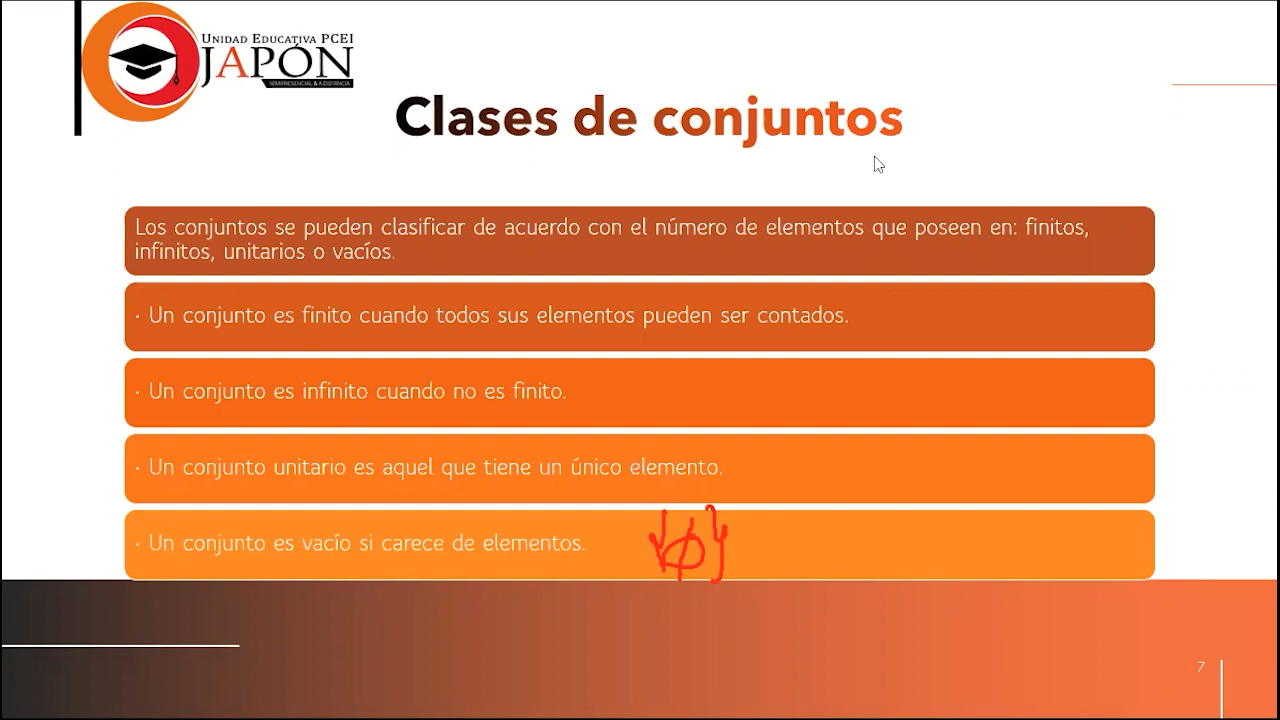 UNIDAD EDUCATIVA PCEI
JAPÓN
SEMIPRESENCIAL & A DISTANCIA
Clases de conjuntos
Los conjuntos se pueden clasificar de acuerdo con el número de elementos que poseen en: finitos,
infinitos, unitarios o vacíos.
· Un conjunto es finito cuando todos sus elementos pueden ser contados.
· Un conjunto es infinito cuando no es finito.
· Un conjunto unitario es aquel que tiene un único elemento.
· Un conjunto es vacío si carece de elementos. {ϕ}
7